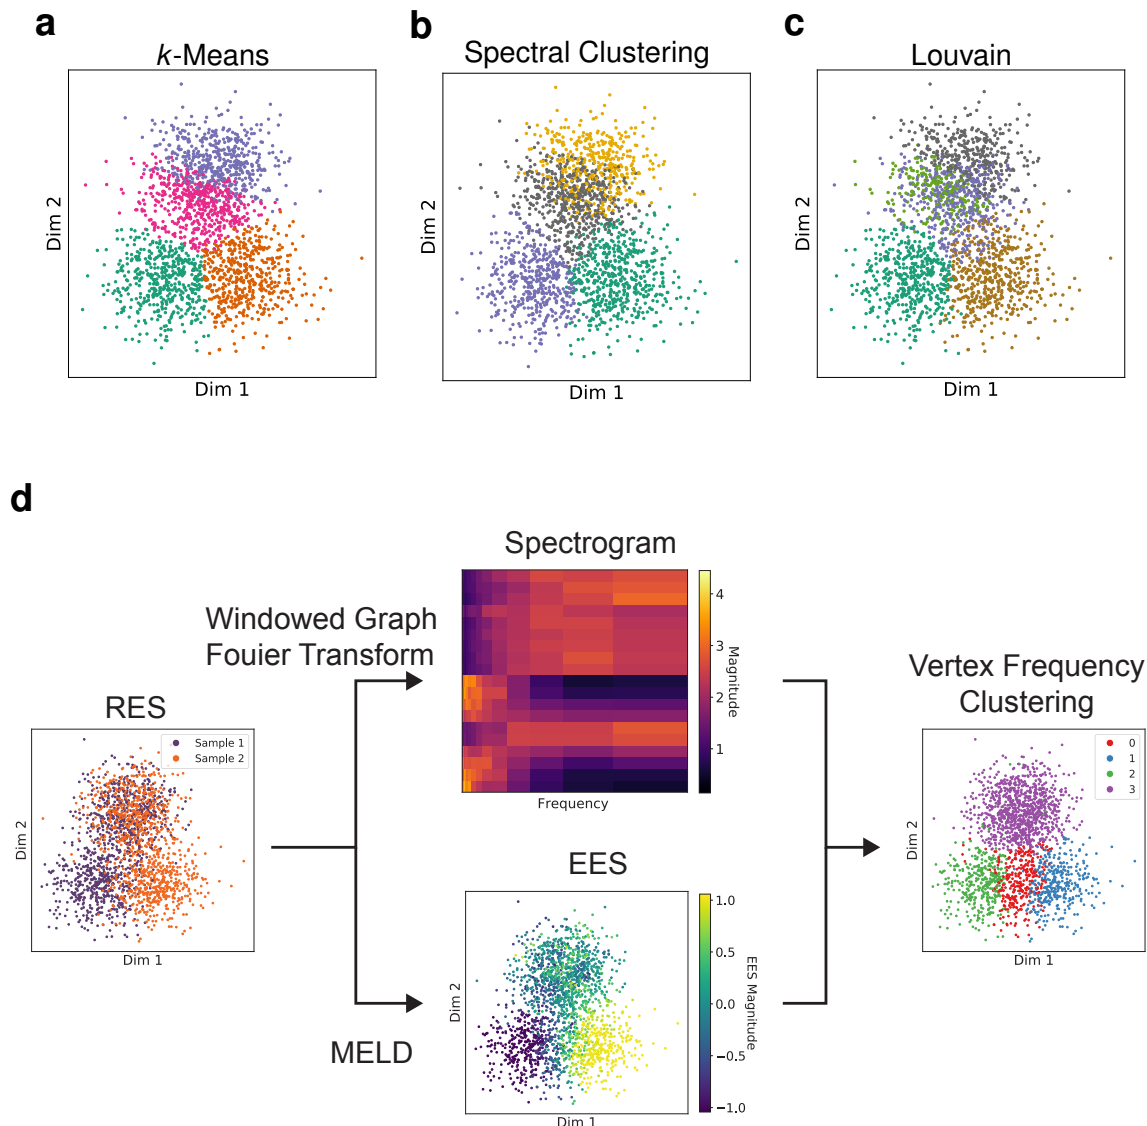 a
k-Means
Dim 2
Dim 1
b
Spectral Clustering
Dim 2
Dim 1
c
Louvain
Dim 2
Dim 1
d
RES
Sample 1
Sample 2
Dim 2
Dim 1
Windowed Graph
Fouier Transform
Spectrogram
4
3
2
1
Magnitude
Frequency
MELD
EES
Dim 2
Dim 1
1.0
0.5
0.0
−0.5
−1.0
EES Magnitude
Vertex Frequency
Clustering
0
1
2
3
Dim 2
Dim 1